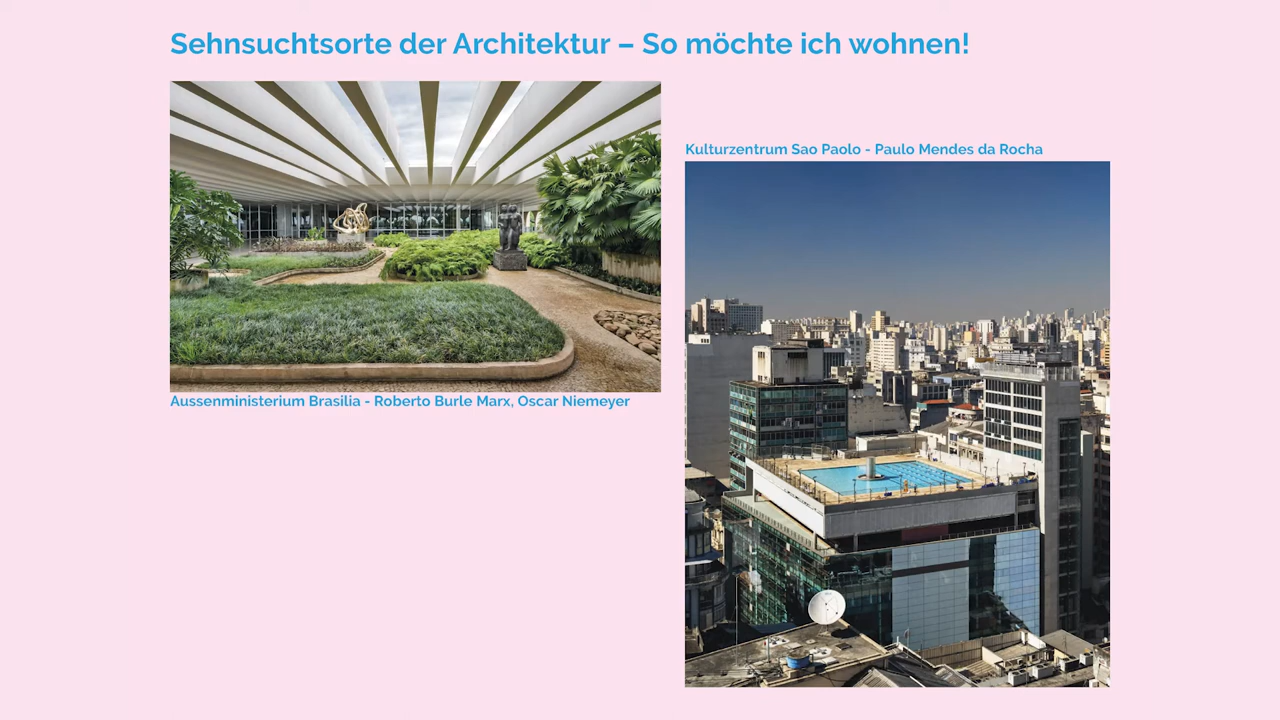 Sehnsuchtsorte der Architektur – So möchte ich wohnen!
Kulturzentrum Sao Paolo - Paulo Mendes da Rocha
Aussenministerium Brasilia - Roberto Burle Marx, Oscar Niemeyer